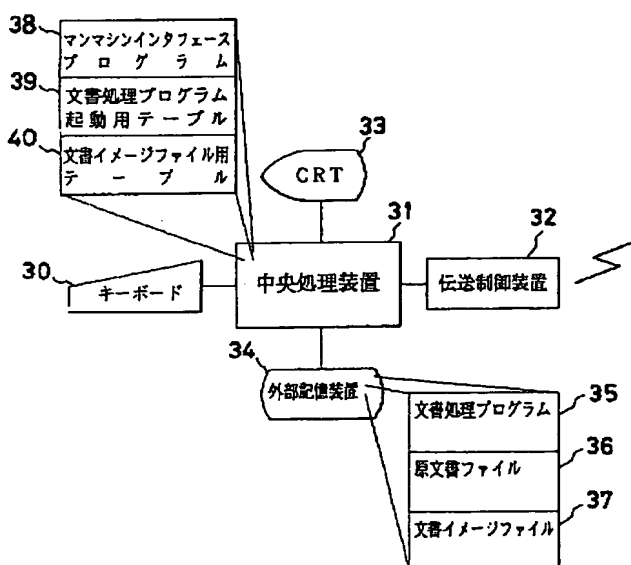 38
マンマシンインタフェース
プログラム
39
文書処理プログラム
起動用テーブル
40
文書イメージファイル用
テーブル
33
CRT
31
中央処理装置
32
伝送制御装置
30
キーボード
34
外部記憶装置
文書処理プログラム
35
原文書ファイル
36
文書イメージファイル
37